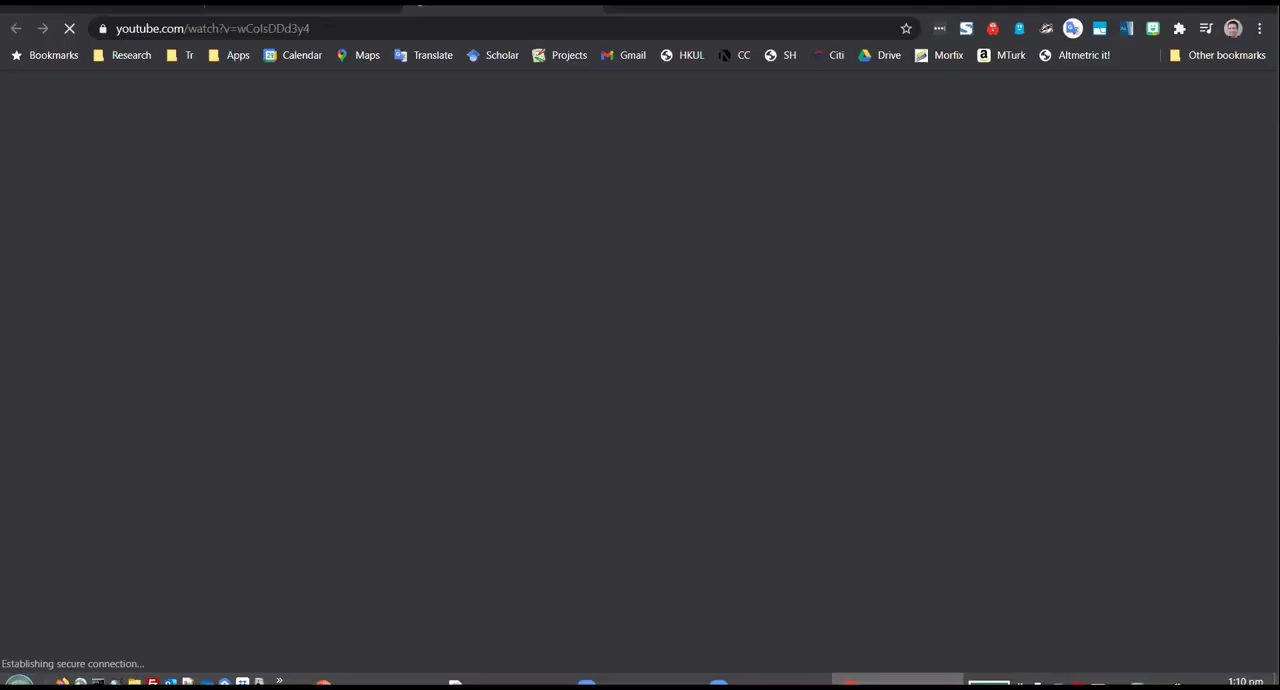 youtube.com/watch?v=wCoIsDDd3y4
Bookmarks Research Tr Apps Calendar Maps Translate Scholar Projects Gmail HKUL CC SH Citi Drive Morfix MTurk Altmetric it! Other bookmarks
Establishing secure connection...
1:10 pm